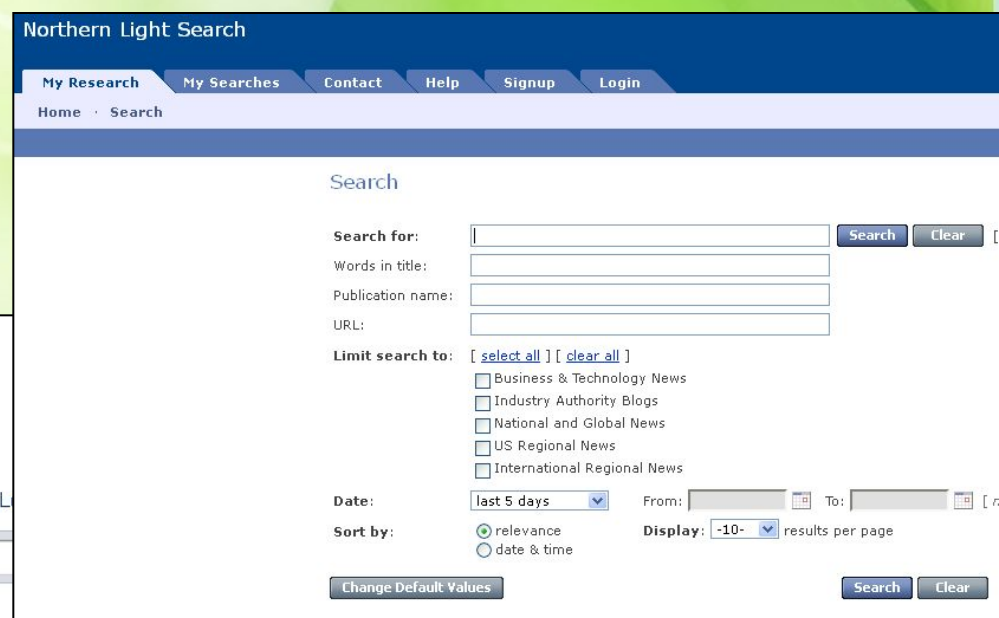 Northern Light Search
My Research My Searches Contact Help Signup Login
Home · Search
Search
Search for: Search Clear [
Words in title:
Publication name:
URL:
Limit search to: [ select all ] [ clear all ]
Business & Technology News
Industry Authority Blogs
National and Global News
US Regional News
International Regional News
Date: last 5 days From: To: [
Sort by: relevance Display: -10- results per page
date & time
Change Default Values Search Clear